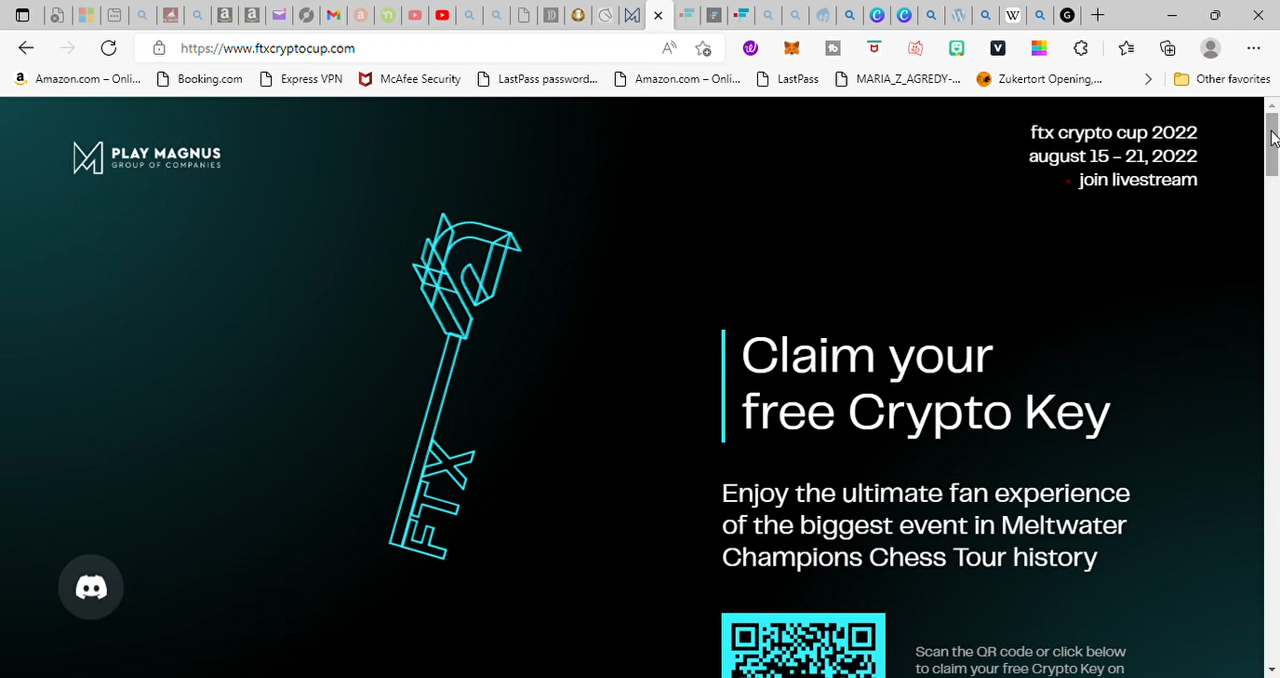 https://www.ftxcryptocup.com
Amazon.com – Onli...
Booking.com
Express VPN
McAfee Security
LastPass password...
Amazon.com – Onli...
LastPass
MARIA_Z_AGREDY-...
Zukertort Opening,...
Other favorites
PLAY MAGNUS
GROUP OF COMPANIES
ftx crypto cup 2022
august 15 – 21, 2022
join livestream
FTX
Claim your
free Crypto Key
Enjoy the ultimate fan experience
of the biggest event in Meltwater
Champions Chess Tour history
Scan the QR code or click below
to claim your free Crypto Key on